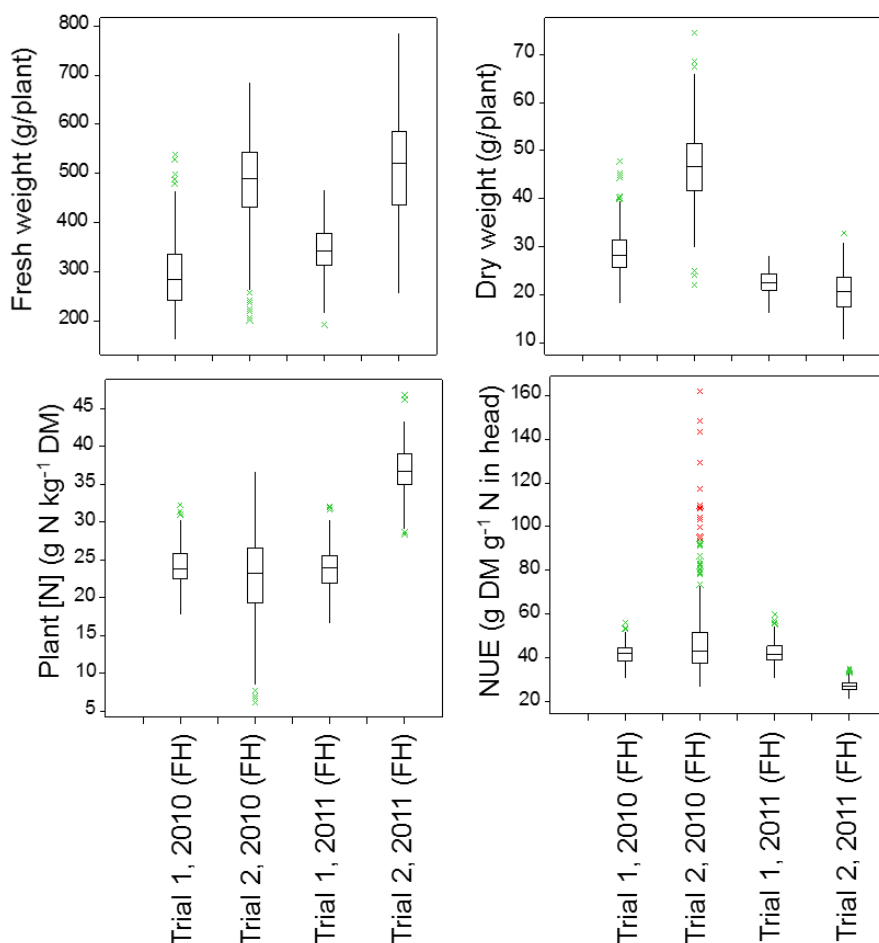 Fresh weight (g/plant)
800
700
600
500
400
300
200
Dry weight (g/plant)
70
60
50
40
30
20
10
Plant [N] (g N kg⁻¹ DM)
45
40
35
30
25
20
15
10
5
NUE (g DM g⁻¹ N in head)
160
140
120
100
80
60
40
20
Trial 1, 2010 (FH)
Trial 2, 2010 (FH)
Trial 1, 2011 (FH)
Trial 2, 2011 (FH)
Trial 1, 2010 (FH)
Trial 2, 2010 (FH)
Trial 1, 2011 (FH)
Trial 2, 2011 (FH)